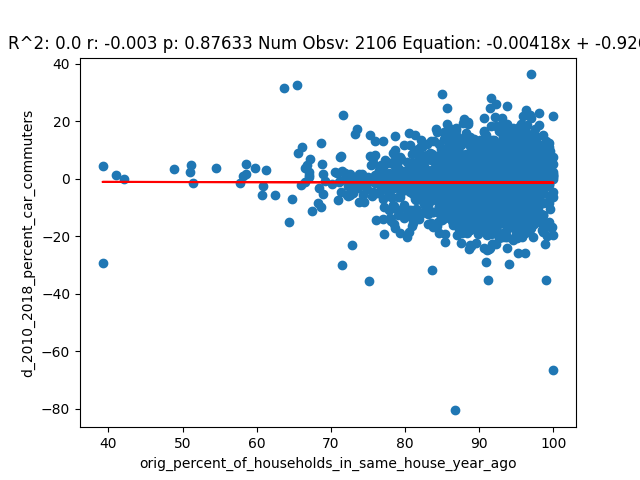 R^2: 0.0 r: -0.003 p: 0.87633 Num Obsv: 2106 Equation: -0.00418x + -0.926
40
20
0
−20
−40
−60
−80
d_2010_2018_percent_car_commuters
40 50 60 70 80 90 100
orig_percent_of_households_in_same_house_year_ago